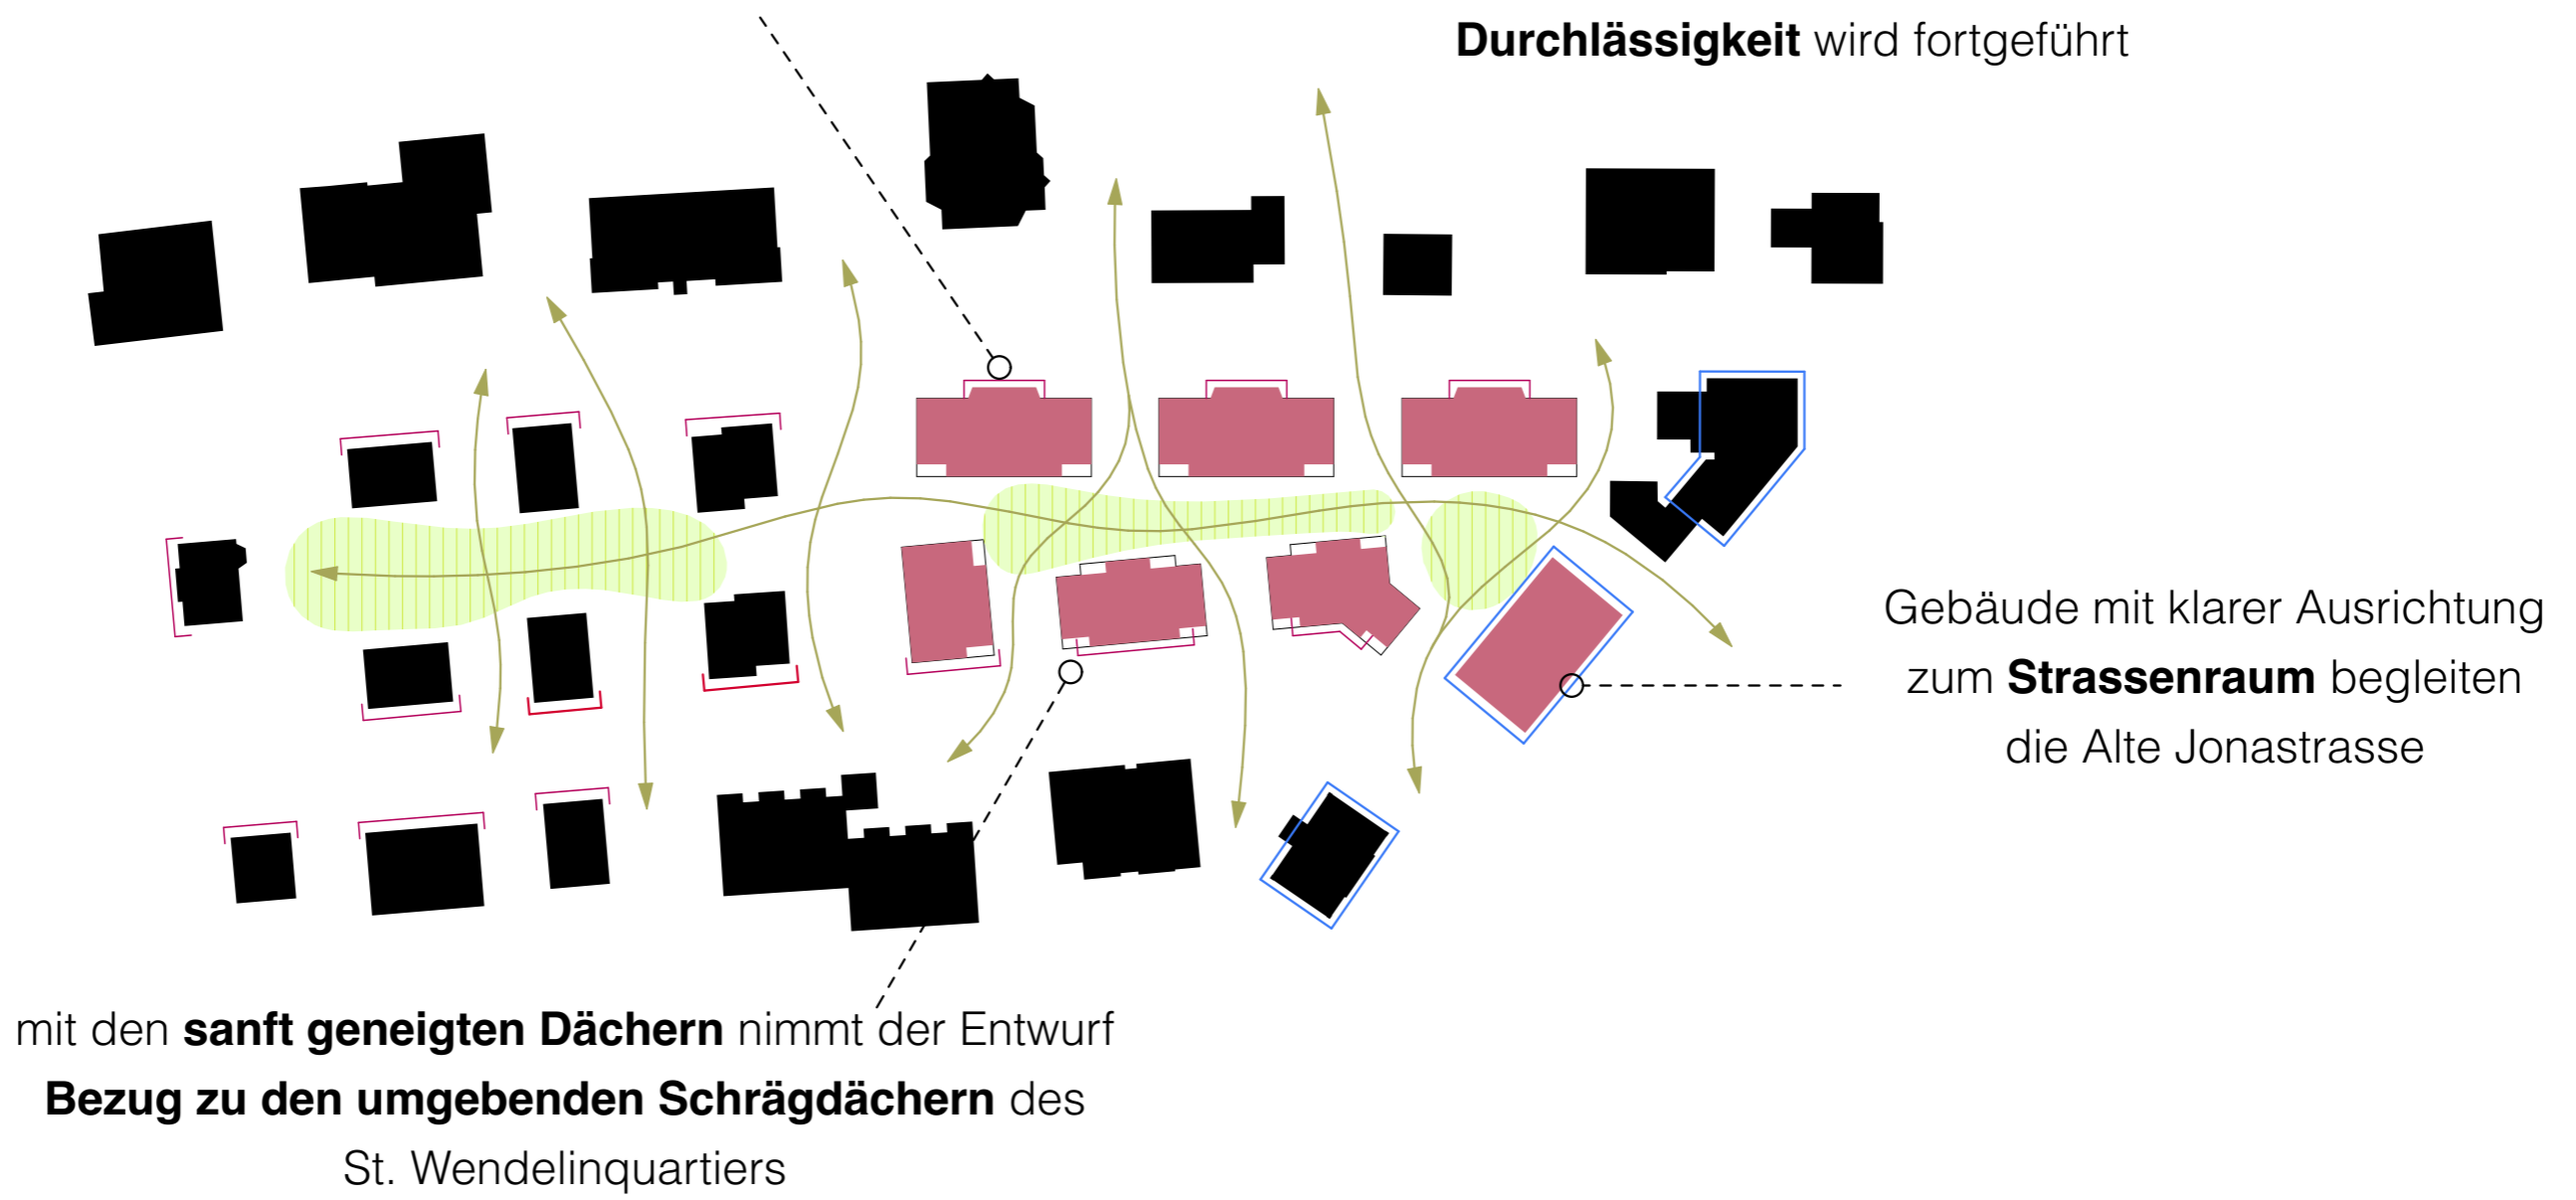 Durchlässigkeit wird fortgeführt
Gebäude mit klarer Ausrichtung
zum Strassenraum begleiten
die Alte Jonastrasse
mit den sanft geneigten Dächern nimmt der Entwurf
Bezug zu den umgebenden Schrägdächern des
St. Wendelinquartiers